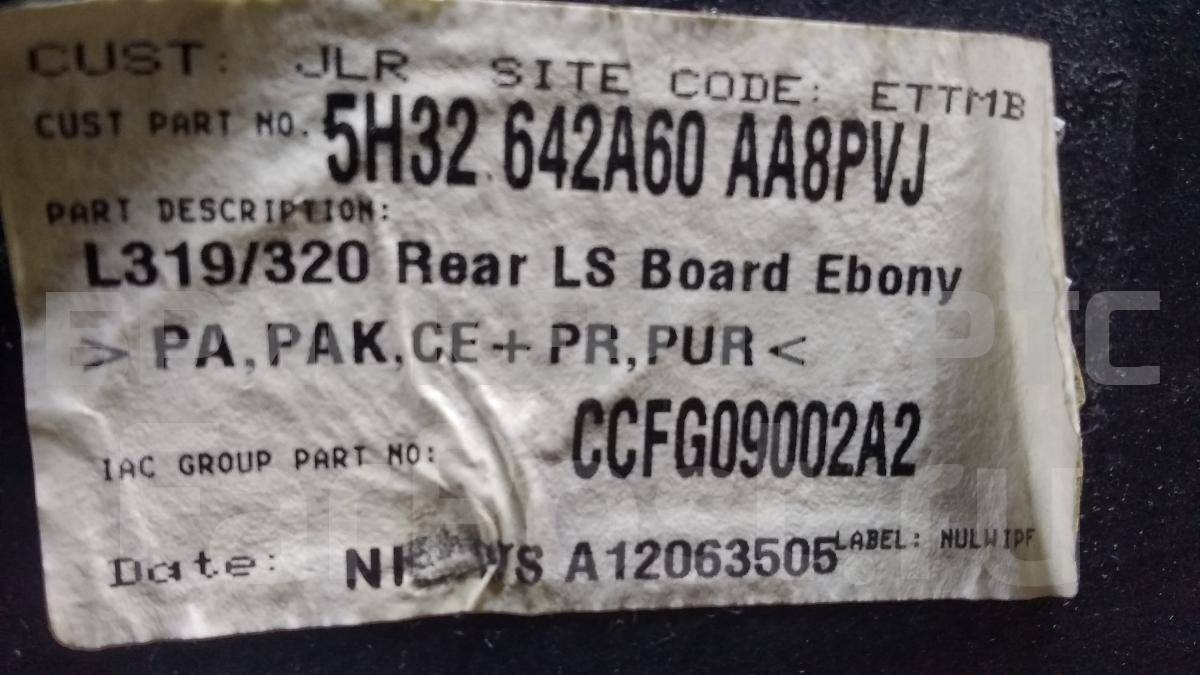 CUST: JLR SITE CODE: ETTMB
CUST PART NO. 5H32 642A60 AA8PVJ
PART DESCRIPTION:
L319/320 Rear LS Board Ebony
> PA,PAK,CE+PR,PUR<
IAC GROUP PART NO: CCFG09002A2
Date: A12063505 LABEL: NULWIPF